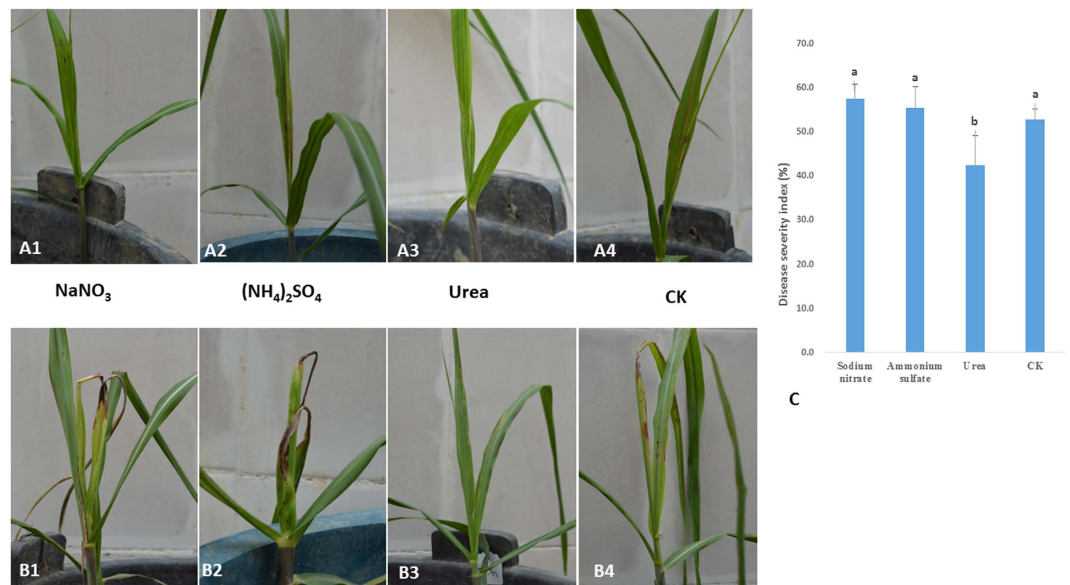 A1
A2
A3
A4
NaNO₃
(NH₄)₂SO₄
Urea
CK
B1
B2
B3
B4
70.0
60.0
50.0
40.0
30.0
20.0
10.0
0.0
Disease severity index (%)
a
a
b
a
Sodium
nitrate
Ammonium
sulfate
Urea
CK
C